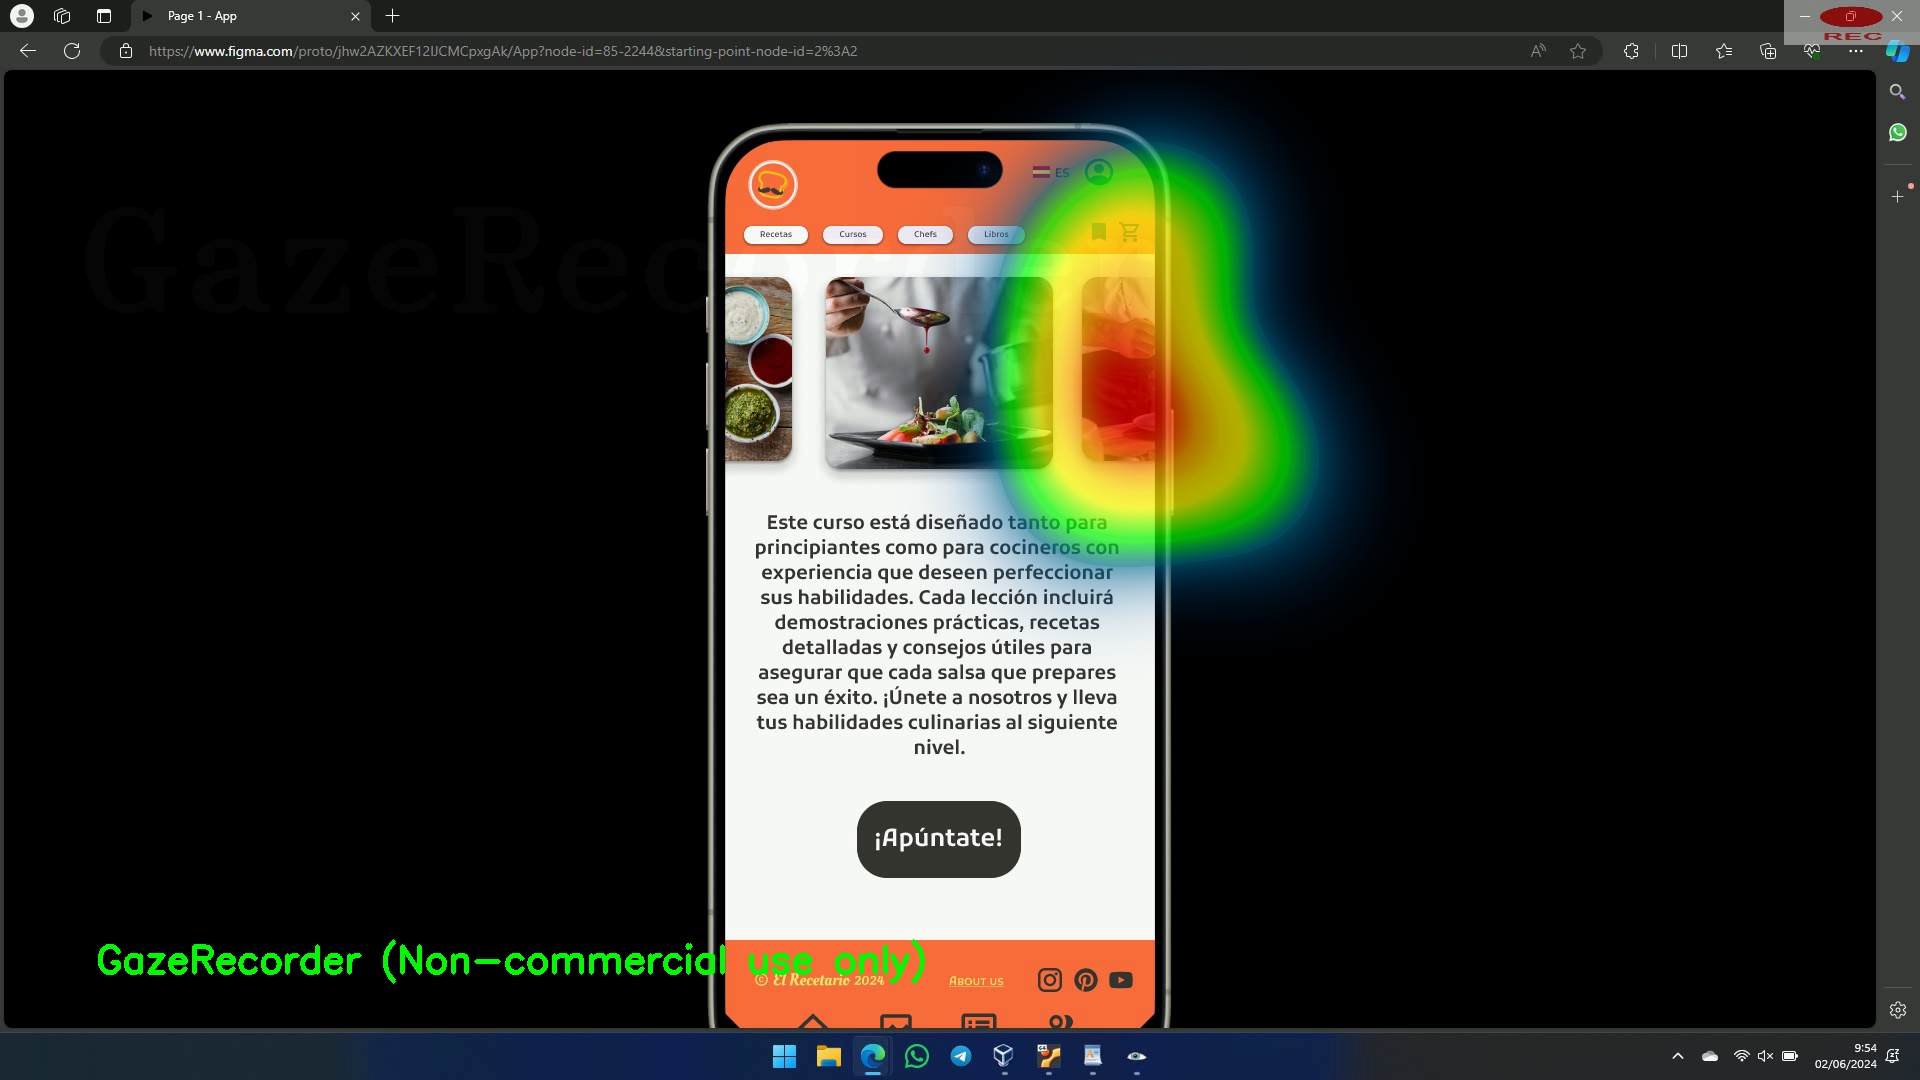 Page 1 - App
REC
https://www.figma.com/proto/jhw2AZKXEF12IJCMCpxgAk/App?node-id=85-2244&starting-point-node-id=2%3A2
ES
Recetas
Cursos
Chefs
Libros
Este curso está diseñado tanto para
principiantes como para cocineros con
experiencia que deseen perfeccionar
sus habilidades. Cada lección incluirá
demostraciones prácticas, recetas
detalladas y consejos útiles para
asegurar que cada salsa que prepares
sea un éxito. ¡Únete a nosotros y lleva
tus habilidades culinarias al siguiente
nivel.
¡Apúntate!
GazeRecorder (Non-commercial use only)
© El Recetario 2024
About us
9:54
02/06/2024